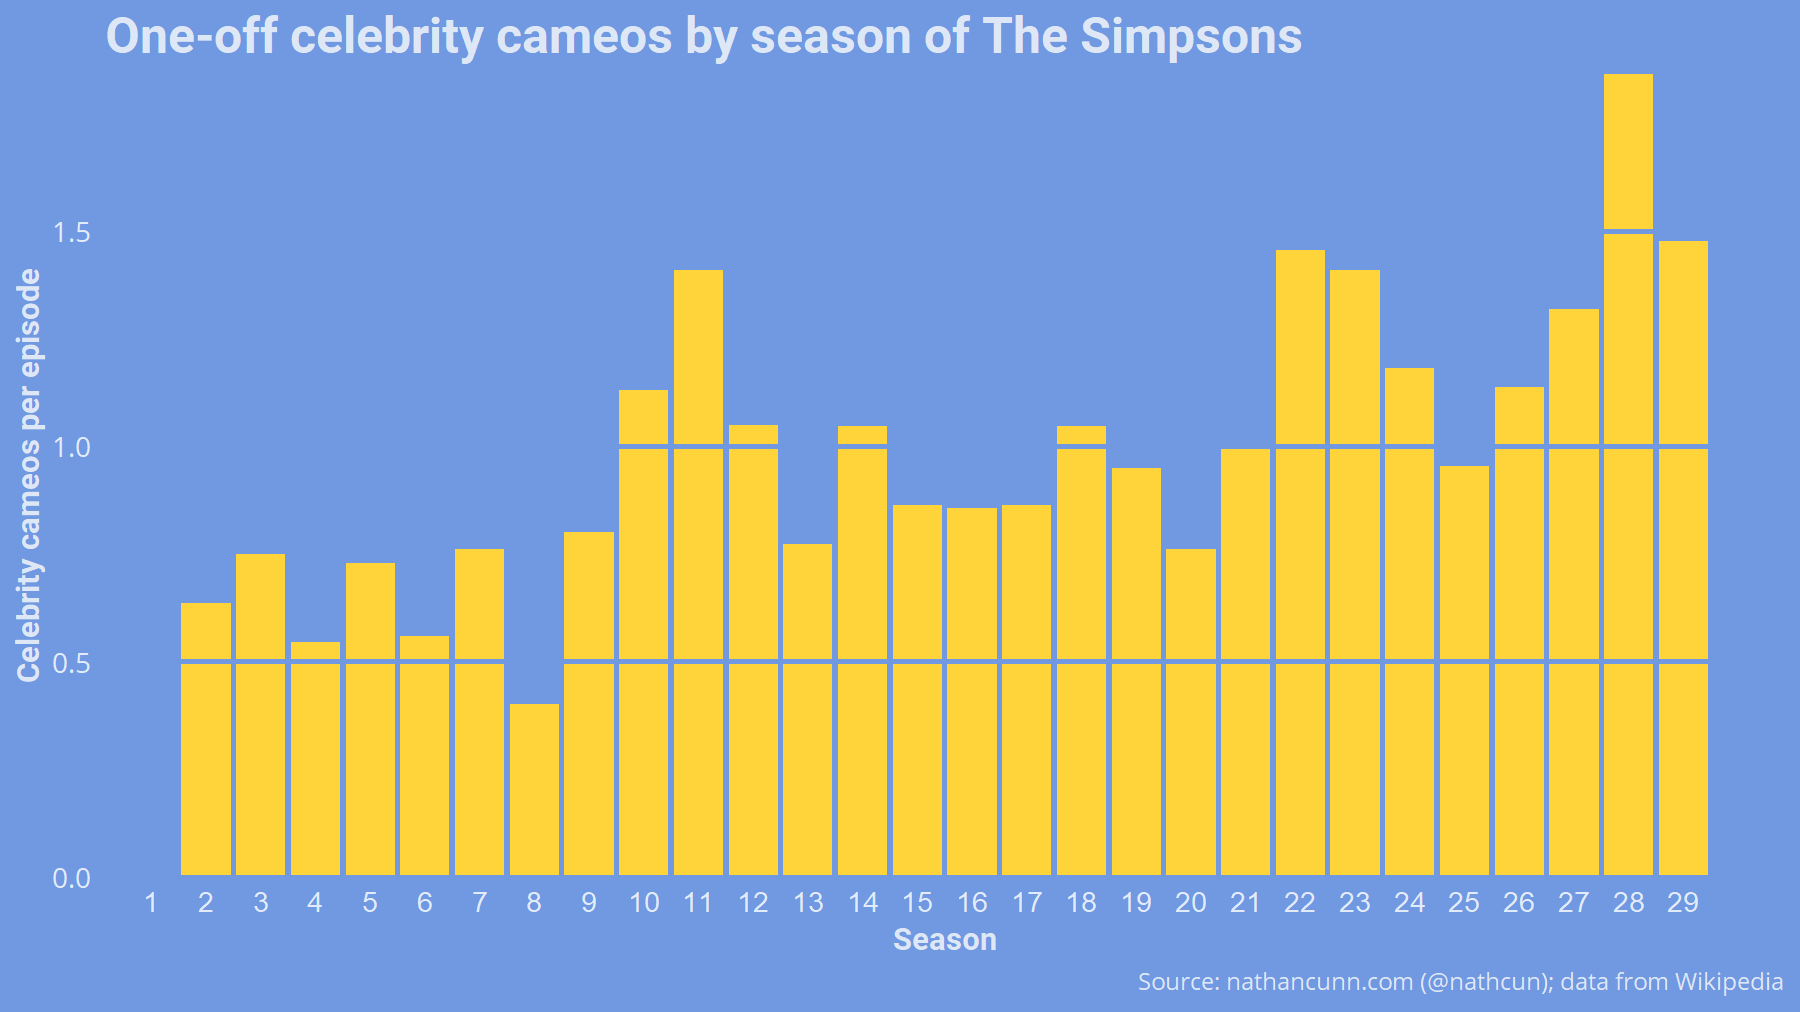 One-off celebrity cameos by season of The Simpsons
Celebrity cameos per episode
1.5
1.0
0.5
0.0
1 2 3 4 5 6 7 8 9 10 11 12 13 14 15 16 17 18 19 20 21 22 23 24 25 26 27 28 29
Season
Source: nathancunn.com (@nathcun); data from Wikipedia